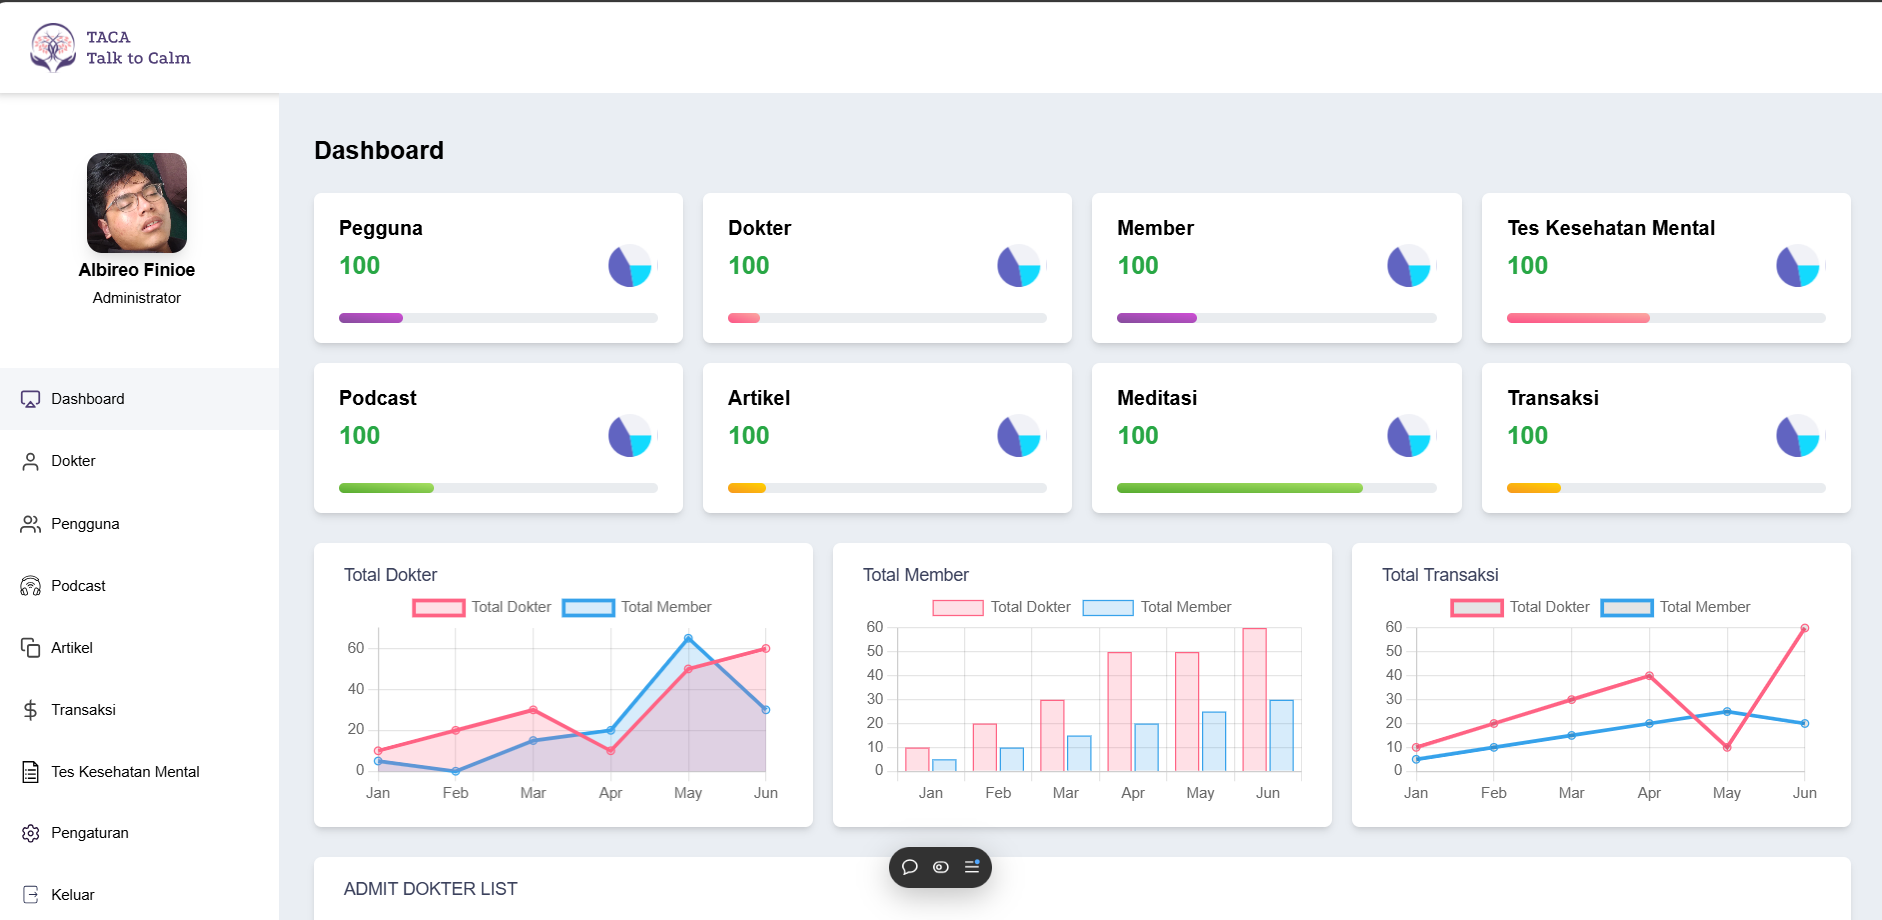 TACA
Talk to Calm
Albireo Finioe
Administrator
Dashboard
Dokter
Pengguna
Podcast
Artikel
Transaksi
Tes Kesehatan Mental
Pengaturan
Keluar
Dashboard
Pegguna
100
Dokter
100
Member
100
Tes Kesehatan Mental
100
Podcast
100
Artikel
100
Meditasi
100
Transaksi
100
Total Dokter
Total Dokter Total Member
60
40
20
0
Jan Feb Mar Apr May Jun
Total Member
Total Dokter Total Member
60
50
40
30
20
10
0
Jan Feb Mar Apr May Jun
Total Transaksi
Total Dokter Total Member
60
50
40
30
20
10
0
Jan Feb Mar Apr May Jun
ADMIT DOKTER LIST